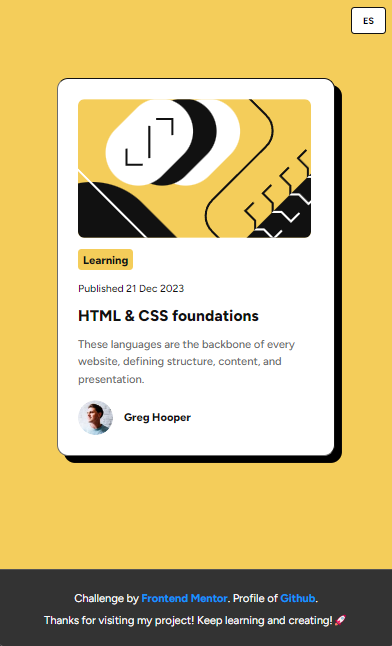 ES
Learning
Published 21 Dec 2023
HTML & CSS foundations
These languages are the backbone of every
website, defining structure, content, and
presentation.
Greg Hooper
Challenge by Frontend Mentor. Profile of Github.
Thanks for visiting my project! Keep learning and creating!🚀